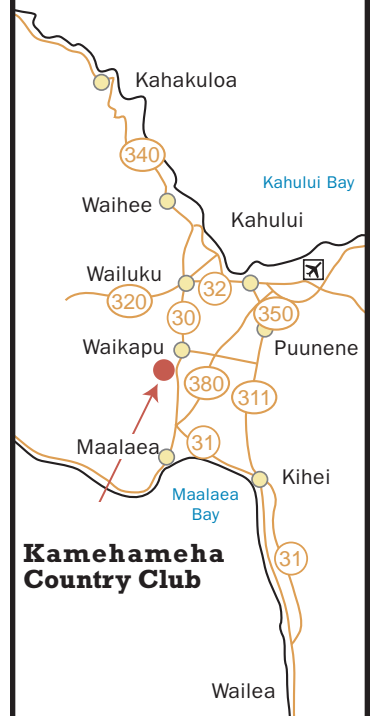 Kahakuloa
340
Kahului Bay
Waihee
Kahului
Wailuku
32
320
30
350
Waikapu
Puunene
380
311
Maalaea
31
Kihei
Maalaea
Bay
Kamehameha
Country Club
31
Wailea